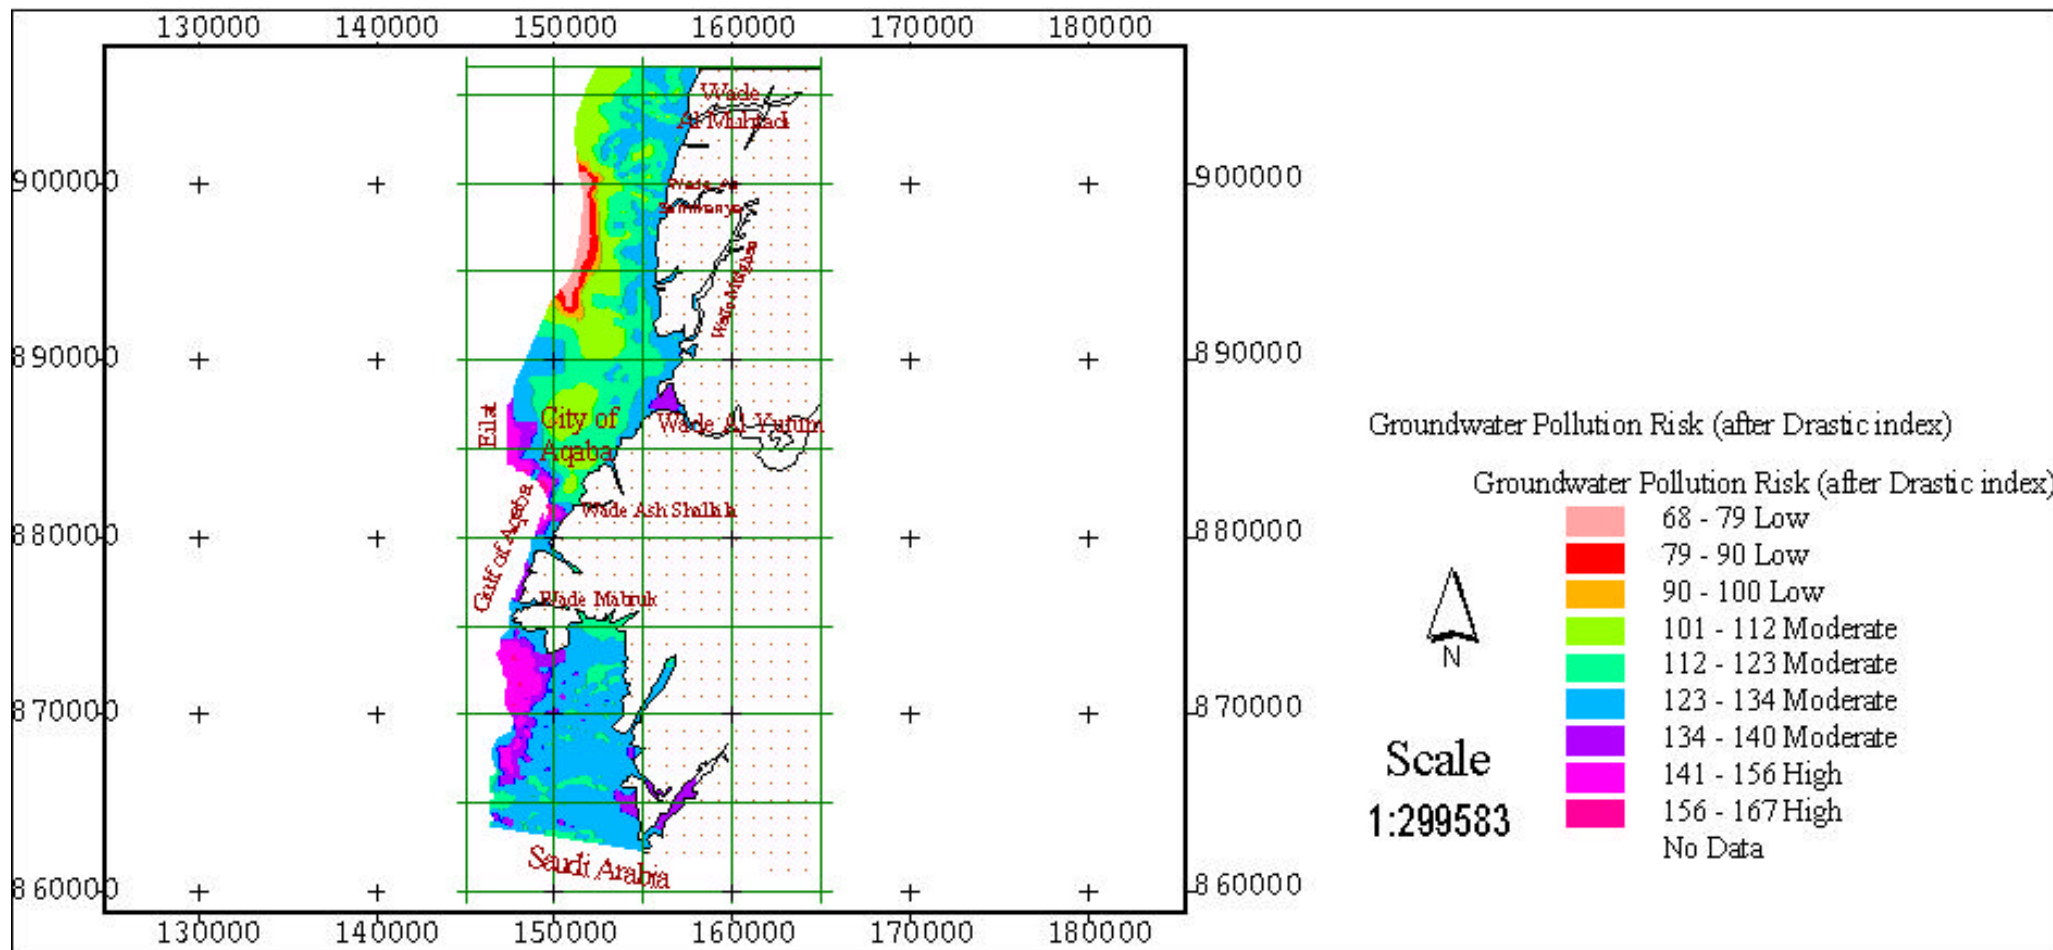 130000 140000 150000 160000 170000 180000
Wade
Al Muhtadi
900000 900000
Wade As
890000 890000
Eilat
City of
Aqaba
Wade Al Yutum
Gulf of Aqaba
Wade Ash Shallala
880000 880000
Wade Mabruk
870000 870000
Saudi Arabia
860000 860000
130000 140000 150000 160000 170000 180000
Groundwater Pollution Risk (after Drastic index)
Groundwater Pollution Risk (after Drastic index)
68 - 79 Low
79 - 90 Low
90 - 100 Low
101 - 112 Moderate
112 - 123 Moderate
123 - 134 Moderate
134 - 140 Moderate
141 - 156 High
156 - 167 High
No Data
N
Scale
1:299583